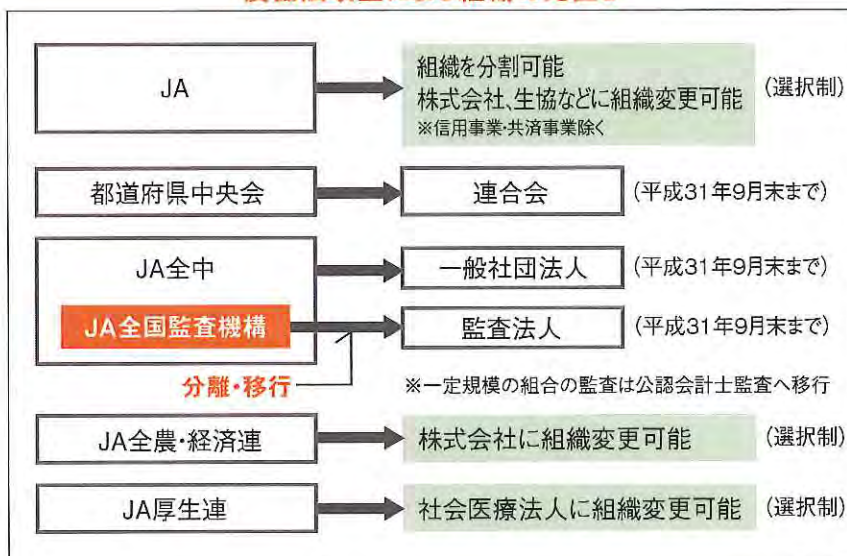 JA
組織を分割可能
株式会社、生協などに組織変更可能
※信用事業・共済事業除く
(選択制)
都道府県中央会
連合会
(平成31年9月末まで)
JA全中
一般社団法人
(平成31年9月末まで)
JA全国監査機構
監査法人
(平成31年9月末まで)
分離・移行
※一定規模の組合の監査は公認会計士監査へ移行
JA全農・経済連
株式会社に組織変更可能
(選択制)
JA厚生連
社会医療法人に組織変更可能
(選択制)